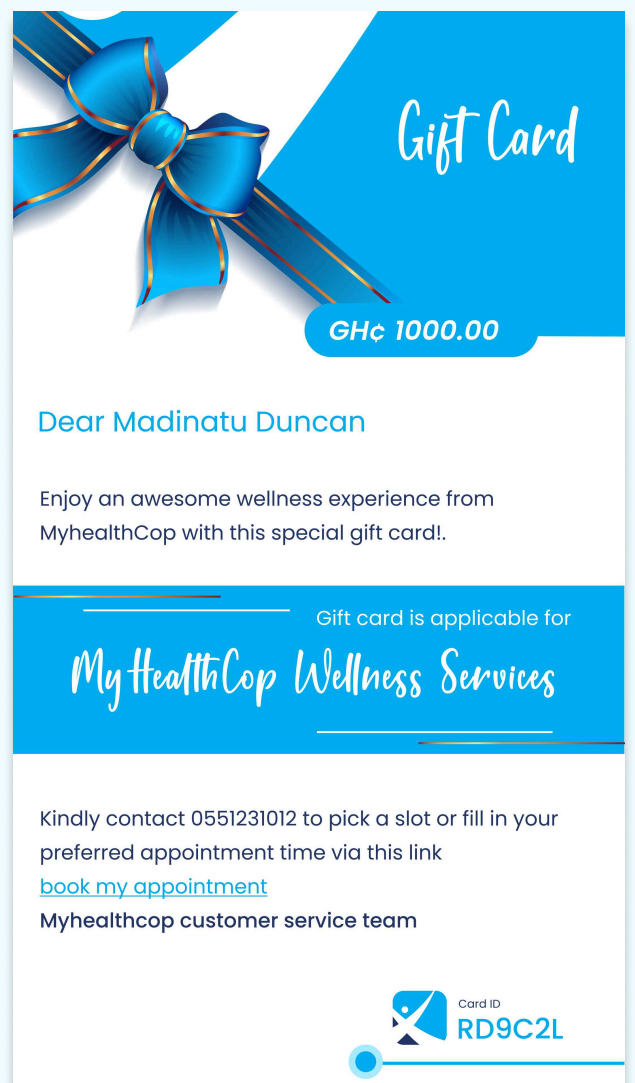 Gift Card
GH¢ 1000.00
Dear Madinatu Duncan
Enjoy an awesome wellness experience from
MyhealthCop with this special gift card!.
Gift card is applicable for
MyHealthCop Wellness Services
Kindly contact 0551231012 to pick a slot or fill in your
preferred appointment time via this link
book my appointment
Myhealthcop customer service team
Card ID
RD9C2L